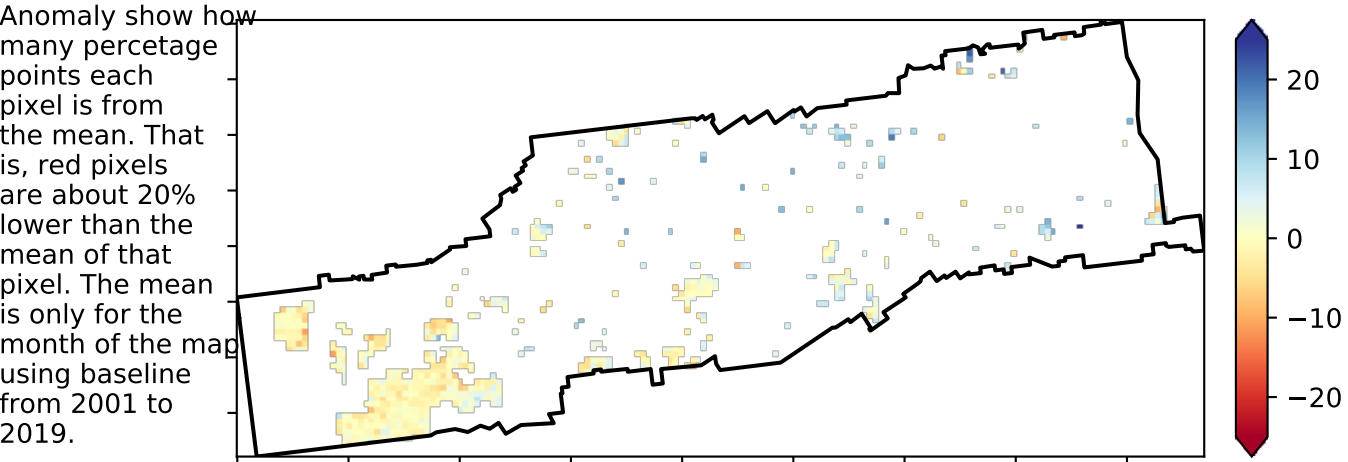 Anomaly show how
many percetage
points each
pixel is from
the mean. That
is, red pixels
are about 20%
lower than the
mean of that
pixel. The mean
is only for the
month of the map
using baseline
from 2001 to
2019.
20
10
0
−10
−20